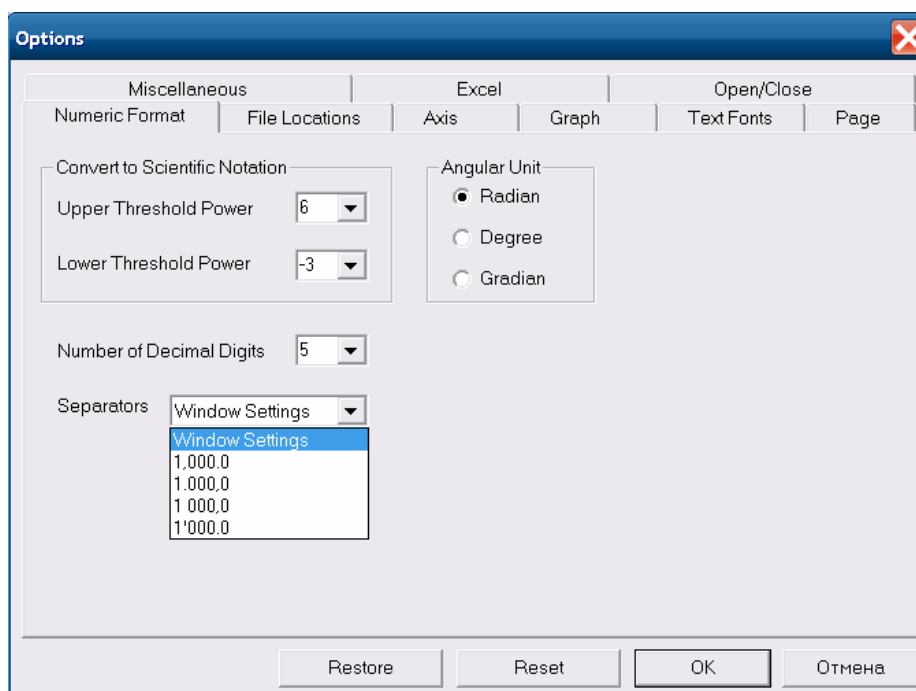 Options
Miscellaneous Excel Open/Close
Numeric Format File Locations Axis Graph Text Fonts Page
Convert to Scientific Notation
Upper Threshold Power 6
Lower Threshold Power -3
Angular Unit
Radian
Degree
Gradian
Number of Decimal Digits 5
Separators Window Settings
Window Settings
1,000.0
1.000,0
1 000,0
1'000.0
Restore Reset OK Отмена